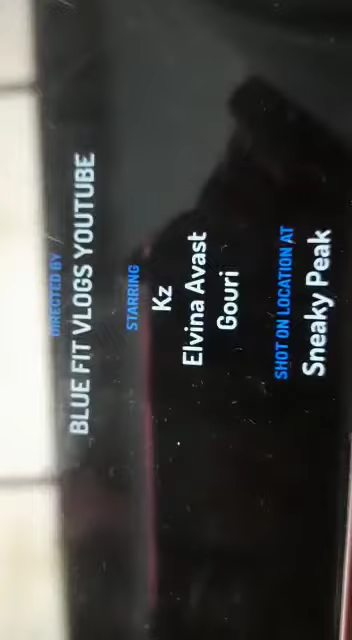 DIRECTED BY
BLUE FIT VLOGS YOUTUBE
STARRING
Kz
Elvina Avast
Gouri
SHOT ON LOCATION AT
Sneaky Peak